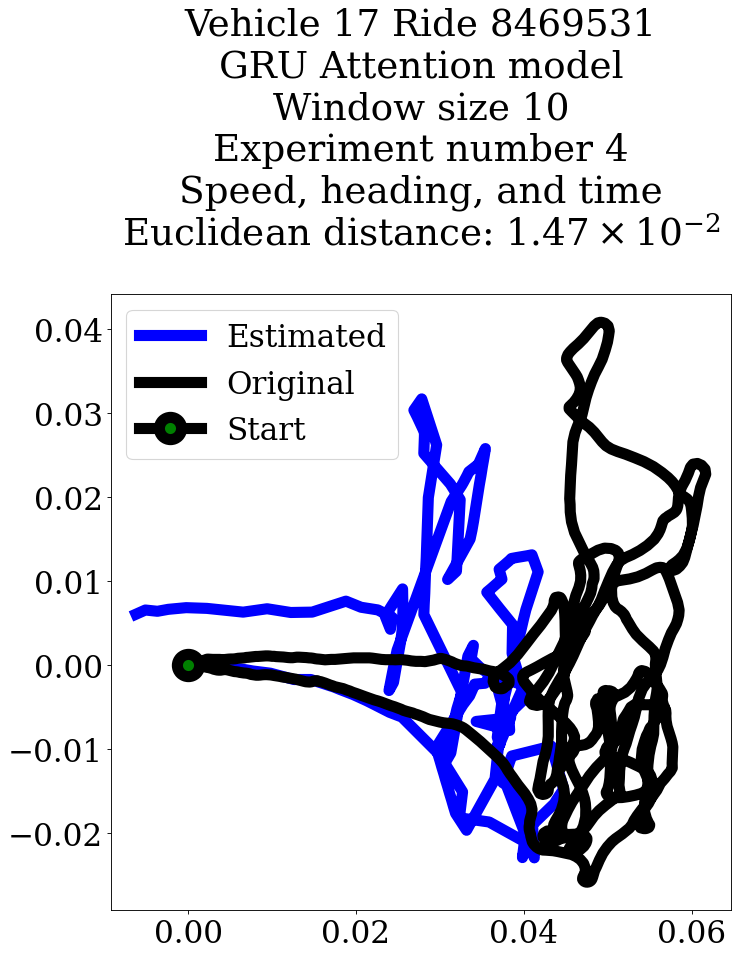 Vehicle 17 Ride 8469531
GRU Attention model
Window size 10
Experiment number 4
Speed, heading, and time
Euclidean distance: 1.47 × 10⁻²
Estimated
Original
Start
0.04
0.03
0.02
0.01
0.00
−0.01
−0.02
0.00 0.02 0.04 0.06